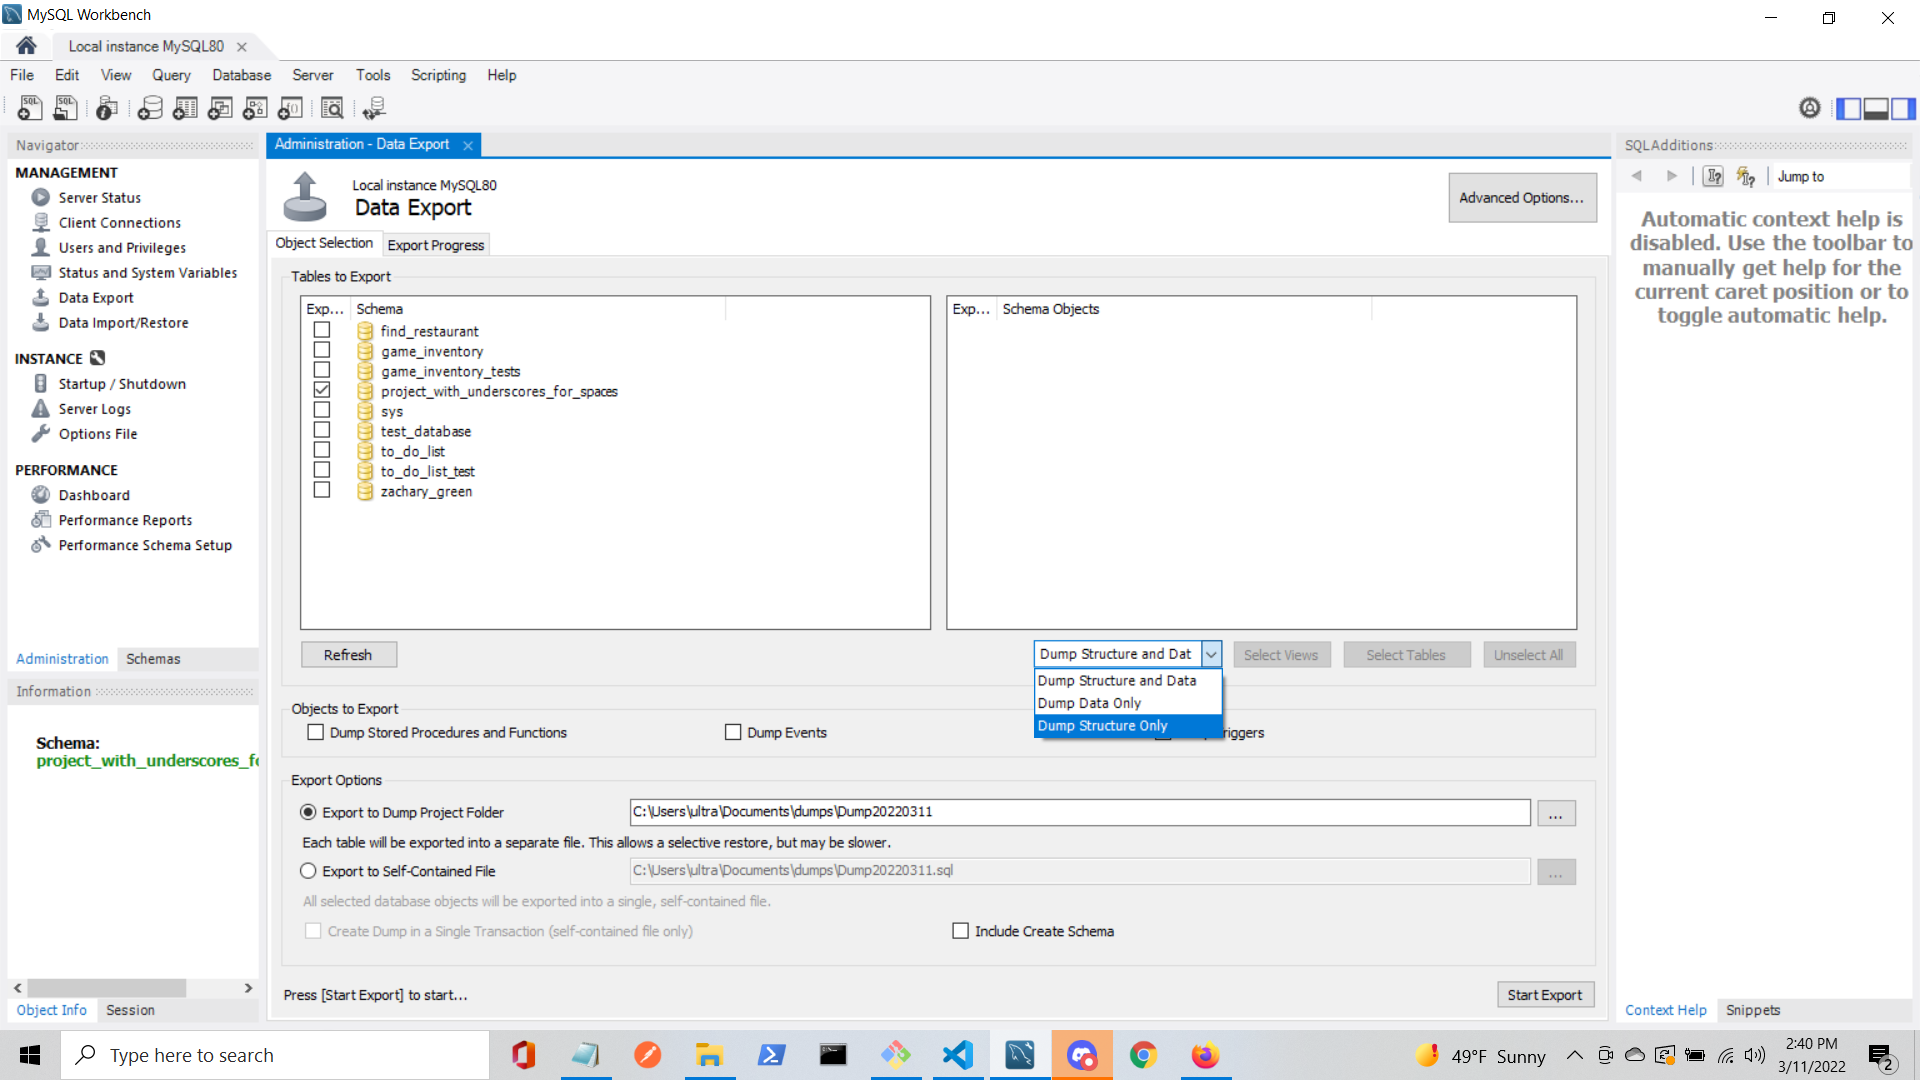 MySQL Workbench
Local instance MySQL80
File Edit View Query Database Server Tools Scripting Help
Navigator
MANAGEMENT
Server Status
Client Connections
Users and Privileges
Status and System Variables
Data Export
Data Import/Restore
INSTANCE
Startup / Shutdown
Server Logs
Options File
PERFORMANCE
Dashboard
Performance Reports
Performance Schema Setup
Administration Schemas
Information
Schema:
project_with_underscores_fo
Object Info Session
Administration - Data Export
Local instance MySQL80
Data Export
Advanced Options...
Object Selection Export Progress
Tables to Export
Exp... Schema
find_restaurant
game_inventory
game_inventory_tests
project_with_underscores_for_spaces
sys
test_database
to_do_list
to_do_list_test
zachary_green
Exp... Schema Objects
Refresh
Dump Structure and Dat
Select Views Select Tables Unselect All
Dump Structure and Data
Dump Data Only
Dump Structure Only
Objects to Export
Dump Stored Procedures and Functions Dump Events riggers
Export Options
Export to Dump Project Folder C:\Users\ultra\Documents\dumps\Dump20220311 ...
Each table will be exported into a separate file. This allows a selective restore, but may be slower.
Export to Self-Contained File C:\Users\ultra\Documents\dumps\Dump20220311.sql ...
All selected database objects will be exported into a single, self-contained file.
Create Dump in a Single Transaction (self-contained file only) Include Create Schema
Press [Start Export] to start...
Start Export
SQLAdditions
Jump to
Automatic context help is
disabled. Use the toolbar to
manually get help for the
current caret position or to
toggle automatic help.
Context Help Snippets
Type here to search
49°F Sunny
2:40 PM
3/11/2022
2